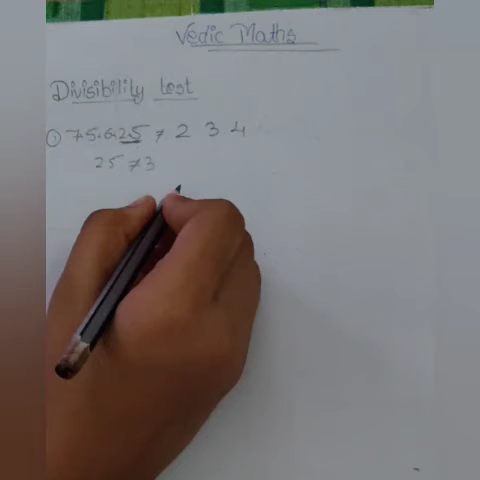 Vedic Maths
Divisibility test
① 75625 ÷ 2 3 4
25 ÷ 3